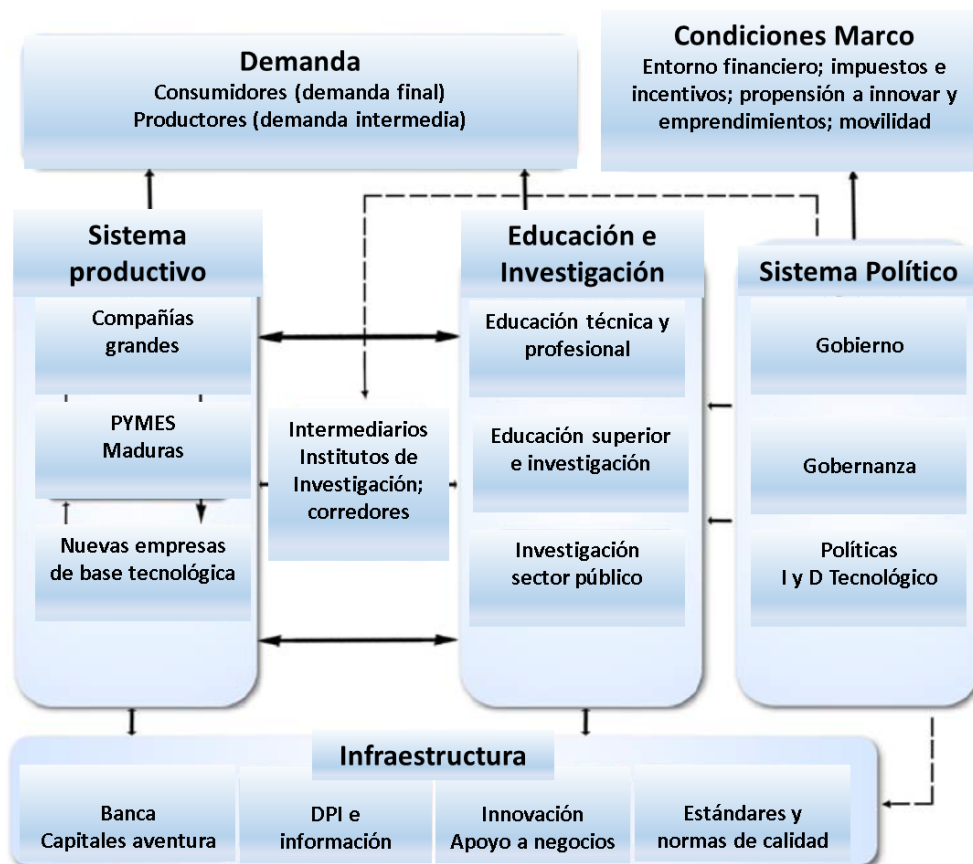 Demanda
Consumidores (demanda final)
Productores (demanda intermedia)
Condiciones Marco
Entorno financiero; impuestos e
incentivos; propensión a innovar y
emprendimientos; movilidad
Sistema
productivo
Compañías
grandes
PYMES
Maduras
Nuevas empresas
de base tecnológica
Intermediarios
Institutos de
Investigación;
corredores
Educación e
Investigación
Educación técnica y
profesional
Educación superior
e investigación
Investigación
sector público
Sistema Político
Gobierno
Gobernanza
Políticas
I y D Tecnológico
Infraestructura
Banca
Capitales aventura
DPI e
información
Innovación
Apoyo a negocios
Estándares y
normas de calidad